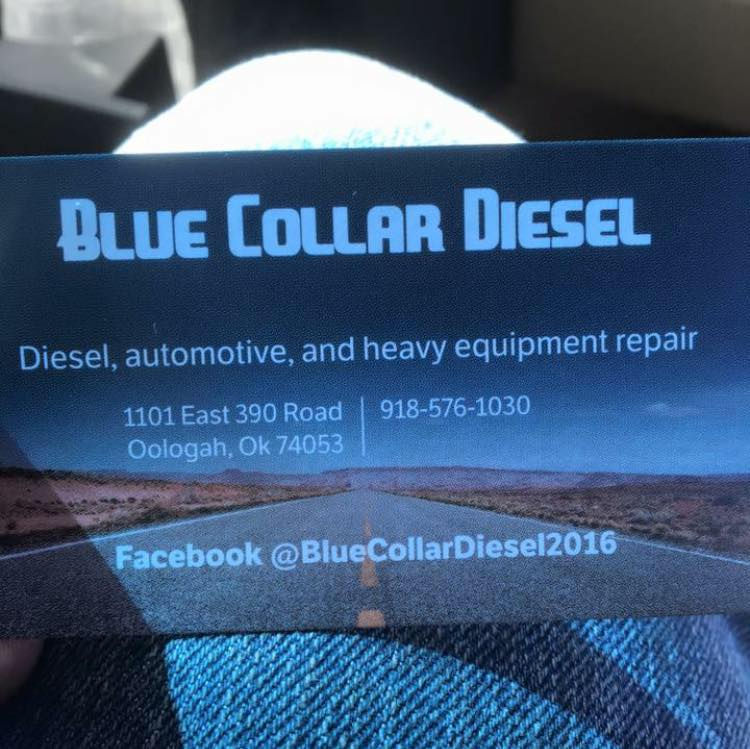 Blue Collar Diesel
Diesel, automotive, and heavy equipment repair
1101 East 390 Road
Oologah, Ok 74053
918-576-1030
Facebook @BlueCollarDiesel2016